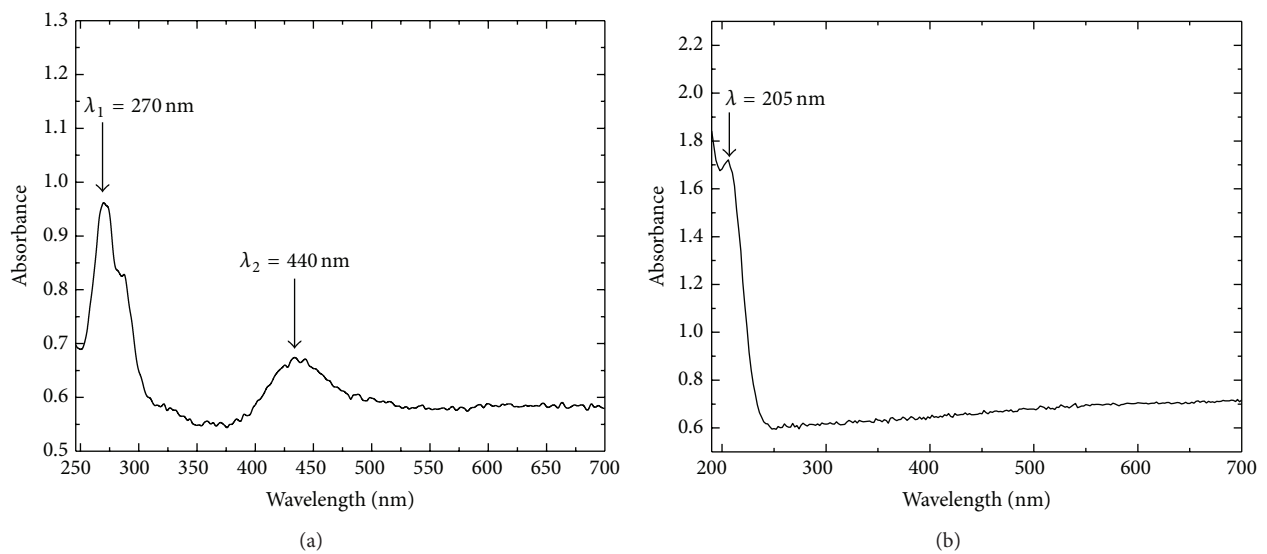 1.3
1.2
1.1
1.0
0.9
0.8
0.7
0.6
0.5
Absorbance
λ₁ = 270 nm
λ₂ = 440 nm
250 300 350 400 450 500 550 600 650 700
Wavelength (nm)
(a)
2.2
2.0
1.8
1.6
1.4
1.2
1.0
0.8
0.6
Absorbance
λ = 205 nm
200 300 400 500 600 700
Wavelength (nm)
(b)